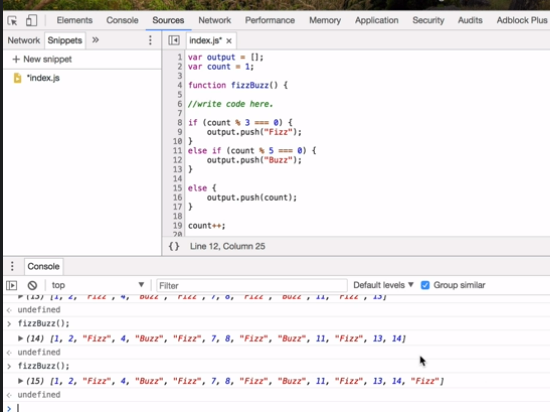 Elements Console Sources Network Performance Memory Application Security Audits Adblock Plus
Network Snippets » index.js* ×
+ New snippet
*index.js
1 var output = [];
2 var count = 1;
3
4 function fizzBuzz() {
5
6 //write code here.
7
8 if (count % 3 === 0) {
9 output.push("Fizz");
10 }
11 else if (count % 5 === 0) {
12 output.push("Buzz");
13 }
14
15 else {
16 output.push(count);
17 }
18
19 count++;
20
{} Line 12, Column 25
Console
top Filter Default levels ▼ Group similar
(13) [1, 2, "Fizz", 4, "Buzz", "Fizz", 7, 8, "Fizz", "Buzz", 11, "Fizz", 13]
undefined
fizzBuzz();
(14) [1, 2, "Fizz", 4, "Buzz", "Fizz", 7, 8, "Fizz", "Buzz", 11, "Fizz", 13, 14]
undefined
fizzBuzz();
(15) [1, 2, "Fizz", 4, "Buzz", "Fizz", 7, 8, "Fizz", "Buzz", 11, "Fizz", 13, 14, "Fizz"]
undefined